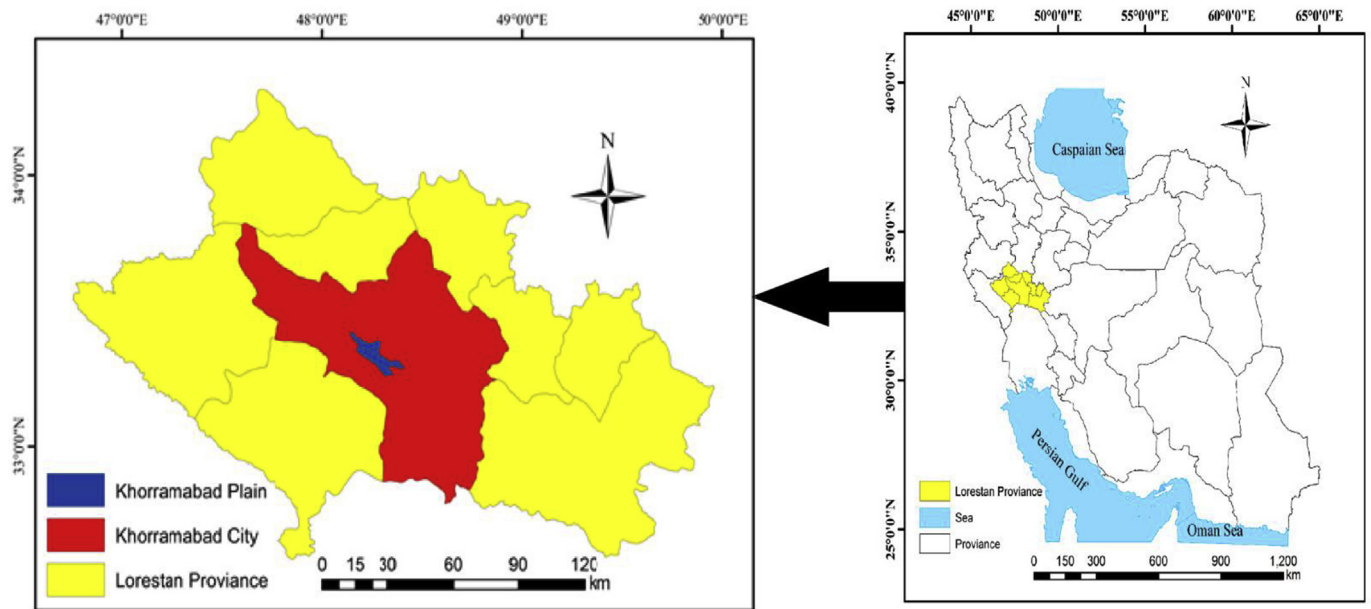 47°0'0"E 48°0'0"E 49°0'0"E 50°0'0"E
34°0'0"N
33°0'0"N
N
Khorramabad Plain
Khorramabad City
Lorestan Proviance
0 15 30 60 90 120
km
45°0'0"E 50°0'0"E 55°0'0"E 60°0'0"E 65°0'0"E
40°0'0"N
35°0'0"N
30°0'0"N
25°0'0"N
N
Caspaian Sea
Persian Gulf
Oman Sea
Lorestan Proviance
Sea
Proviance
0 150 300 600 900 1,200
km